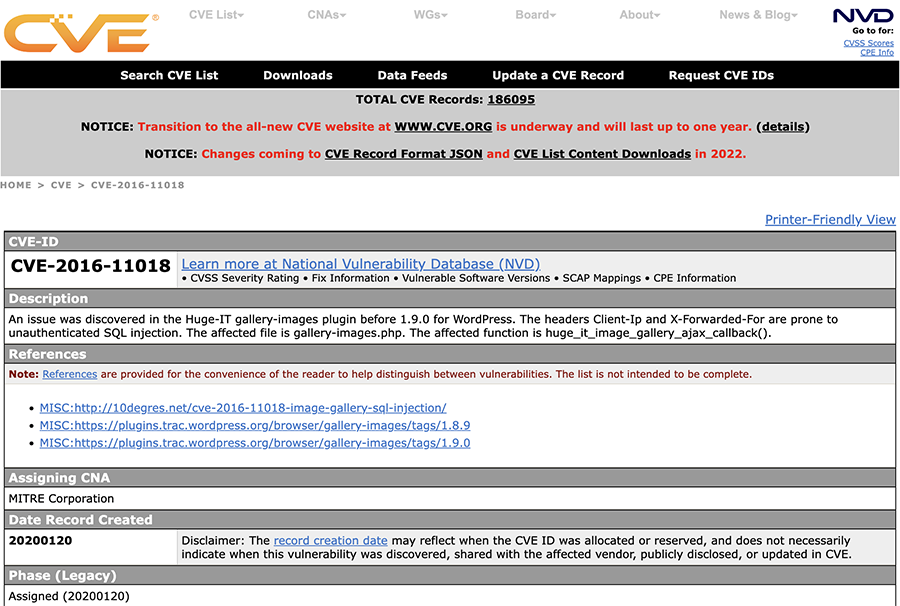 CVE®
CVE List▾ CNAs▾ WGs▾ Board▾ About▾ News & Blog▾
NVD
Go to for:
CVSS Scores
CPE Info
Search CVE List Downloads Data Feeds Update a CVE Record Request CVE IDs
TOTAL CVE Records: 186095
NOTICE: Transition to the all-new CVE website at WWW.CVE.ORG is underway and will last up to one year. (details)
NOTICE: Changes coming to CVE Record Format JSON and CVE List Content Downloads in 2022.
HOME > CVE > CVE-2016-11018
Printer-Friendly View
CVE-ID
CVE-2016-11018 Learn more at National Vulnerability Database (NVD)
• CVSS Severity Rating • Fix Information • Vulnerable Software Versions • SCAP Mappings • CPE Information
Description
An issue was discovered in the Huge-IT gallery-images plugin before 1.9.0 for WordPress. The headers Client-Ip and X-Forwarded-For are prone to
unauthenticated SQL injection. The affected file is gallery-images.php. The affected function is huge_it_image_gallery_ajax_callback().
References
Note: References are provided for the convenience of the reader to help distinguish between vulnerabilities. The list is not intended to be complete.
• MISC:http://10degres.net/cve-2016-11018-image-gallery-sql-injection/
• MISC:https://plugins.trac.wordpress.org/browser/gallery-images/tags/1.8.9
• MISC:https://plugins.trac.wordpress.org/browser/gallery-images/tags/1.9.0
Assigning CNA
MITRE Corporation
Date Record Created
20200120 Disclaimer: The record creation date may reflect when the CVE ID was allocated or reserved, and does not necessarily
indicate when this vulnerability was discovered, shared with the affected vendor, publicly disclosed, or updated in CVE.
Phase (Legacy)
Assigned (20200120)